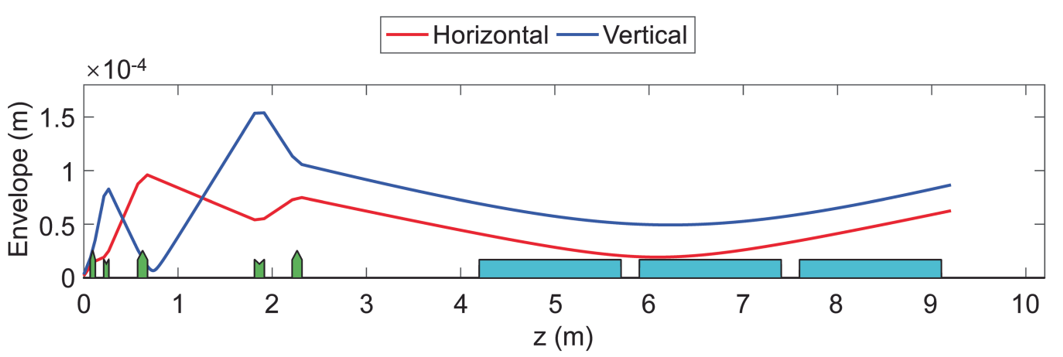 Horizontal Vertical
×10-4
1.5
1
0.5
0
Envelope (m)
0 1 2 3 4 5 6 7 8 9 10
z (m)